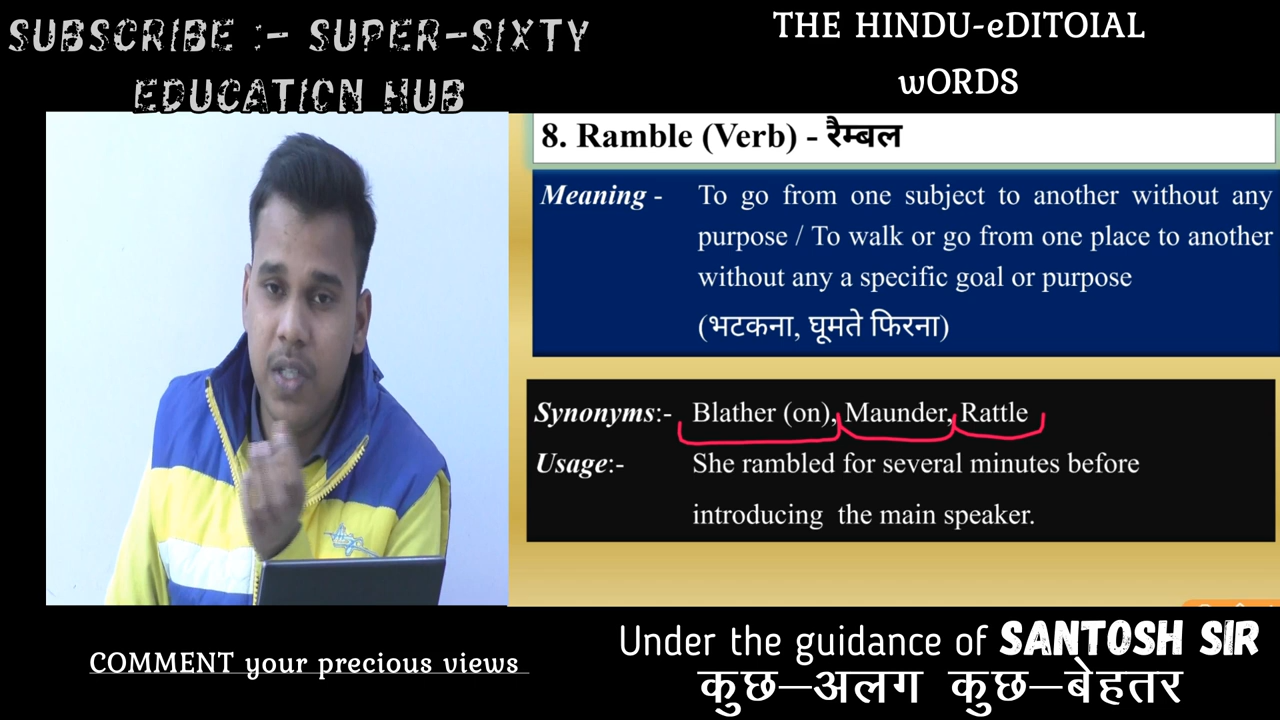 SUBSCRIBE :- SUPER-SIXTY
EDUCATION HUB
THE HINDU-eDITOIAL
wORDS
8. Ramble (Verb) - रैम्बल
Meaning - To go from one subject to another without any
purpose / To walk or go from one place to another
without any a specific goal or purpose
(भटकना, घूमते फिरना)
Synonyms:- Blather (on), Maunder, Rattle
Usage:- She rambled for several minutes before
introducing the main speaker.
COMMENT your precious views
Under the guidance of SANTOSH SIR
कुछ–अलग कुछ–बेहतर